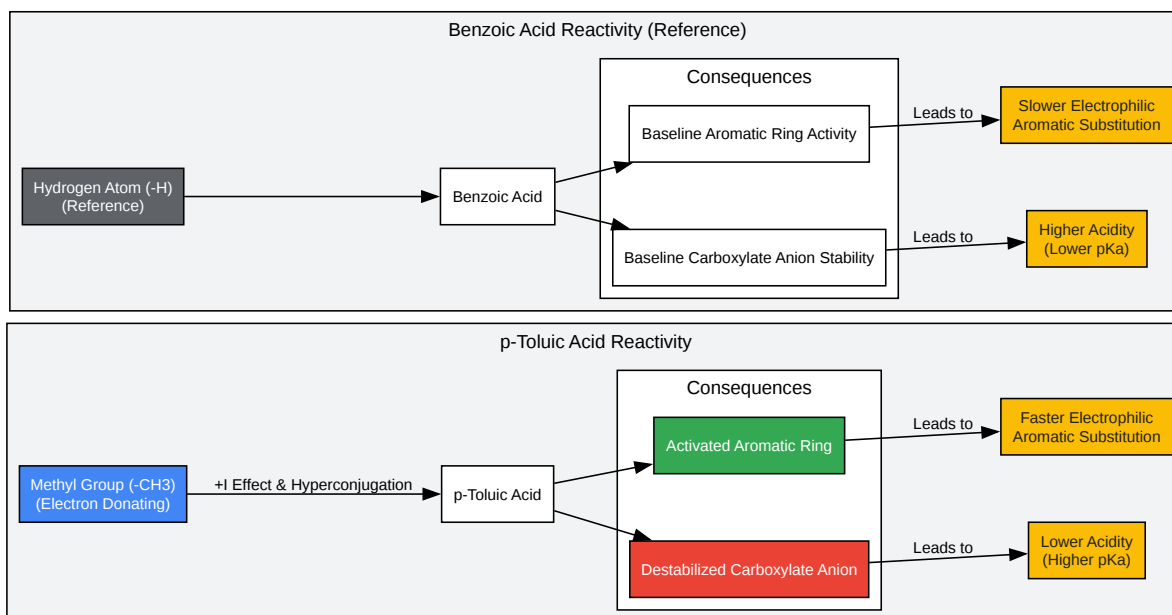 Benzoic Acid Reactivity (Reference)
Consequences
Hydrogen Atom (-H)
(Reference)
Benzoic Acid
Baseline Aromatic Ring Activity
Leads to
Slower Electrophilic
Aromatic Substitution
Baseline Carboxylate Anion Stability
Leads to
Higher Acidity
(Lower pKa)
p-Toluic Acid Reactivity
Consequences
Methyl Group (-CH3)
(Electron Donating)
+I Effect & Hyperconjugation
p-Toluic Acid
Activated Aromatic Ring
Leads to
Faster Electrophilic
Aromatic Substitution
Destabilized Carboxylate Anion
Leads to
Lower Acidity
(Higher pKa)